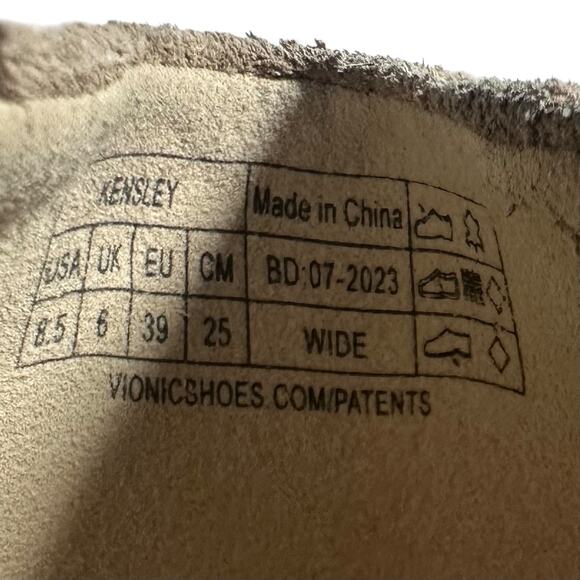 KENSLEY Made in China
USA UK EU CM BD:07-2023
8.5 6 39 25 WIDE
VIONICSHOES.COM/PATENTS